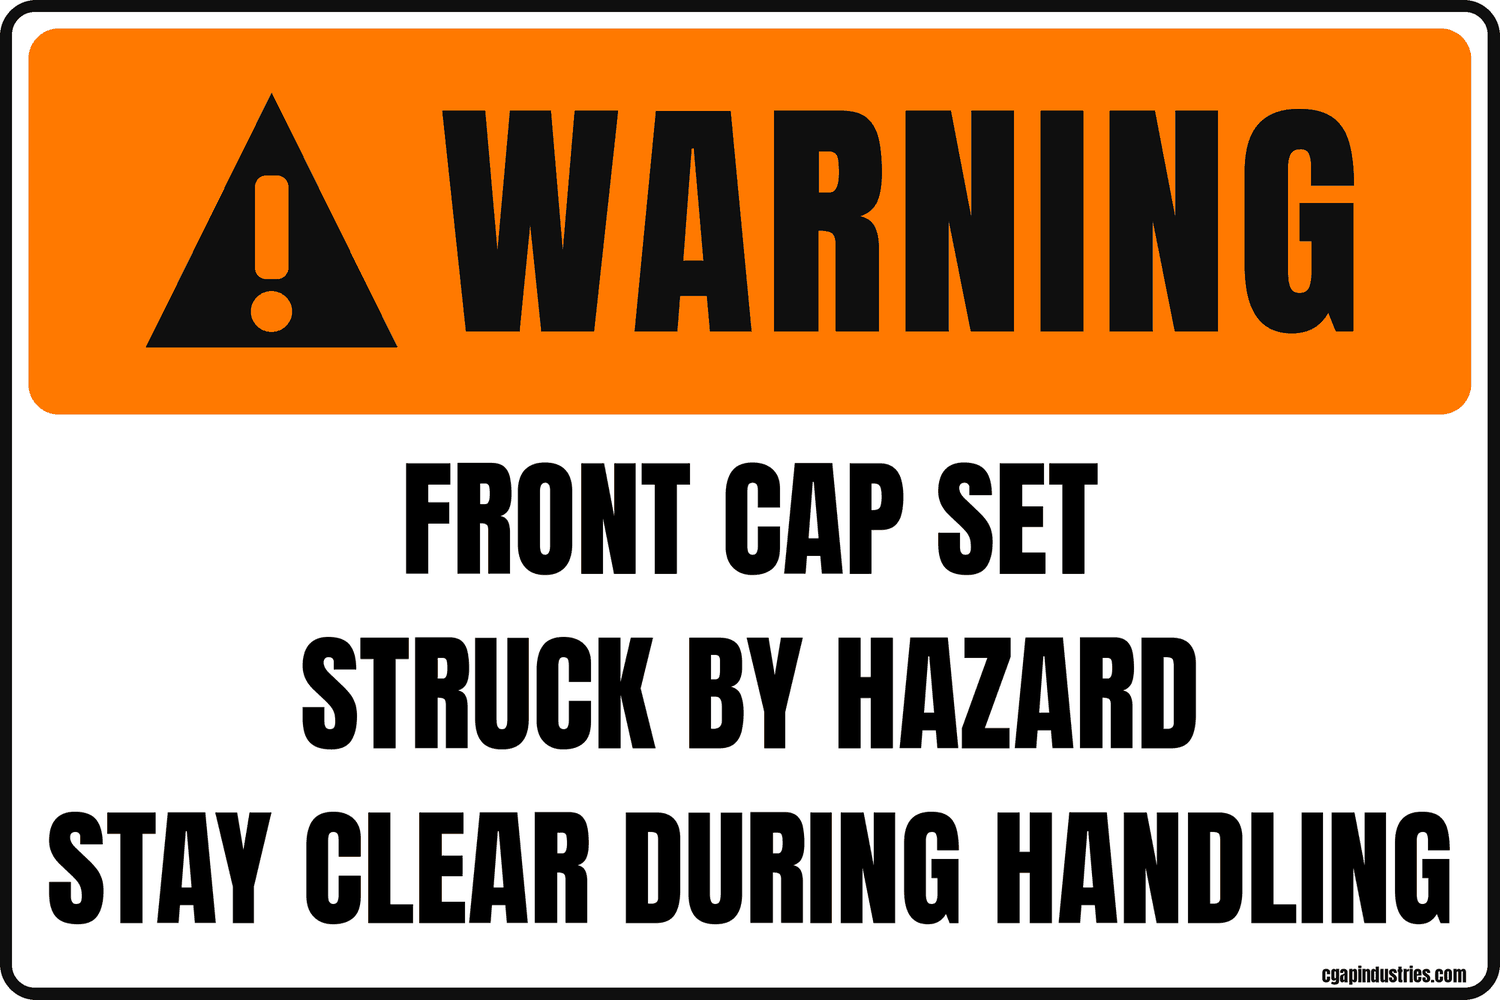 WARNING
FRONT CAP SET
STRUCK BY HAZARD
STAY CLEAR DURING HANDLING
cgapindustries.com